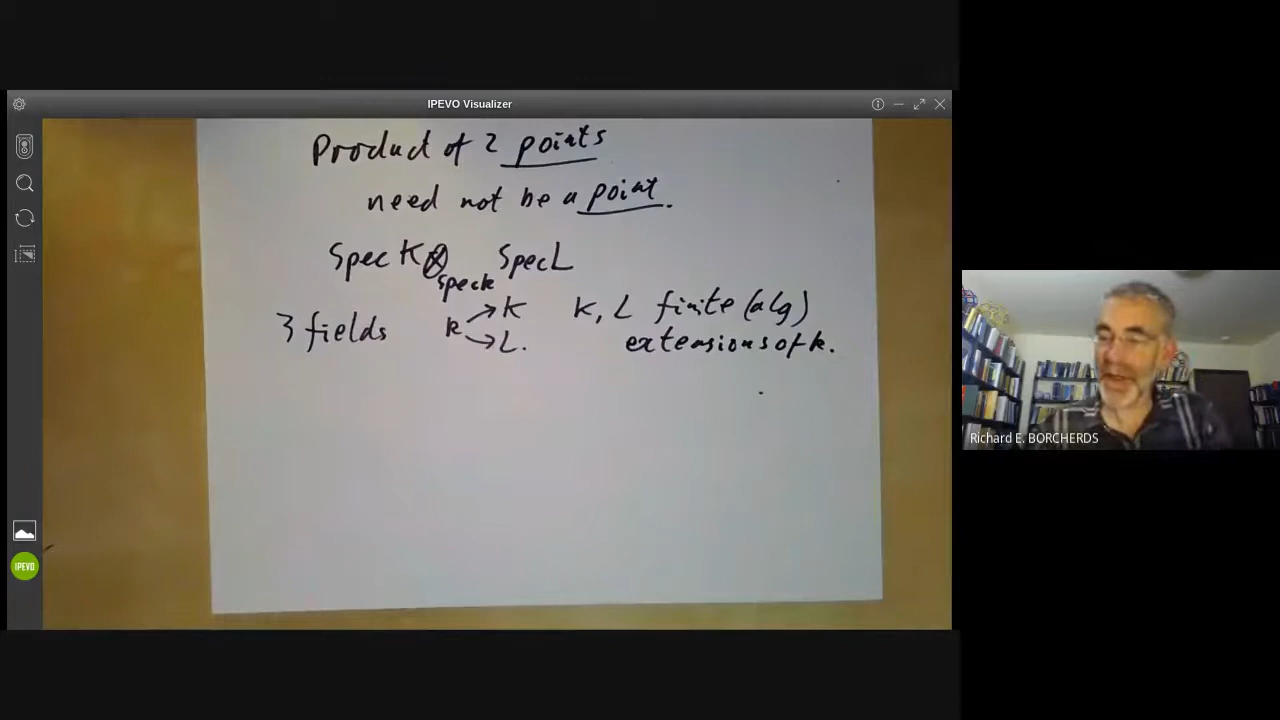 IPEVO Visualizer
Product of 2 points
need not be a point.
Spec K ⊗ Spec k Spec L
3 fields k → K → L. K, L finite (alg)
extensions of k.
Richard E. BORCHERDS
IPEVO